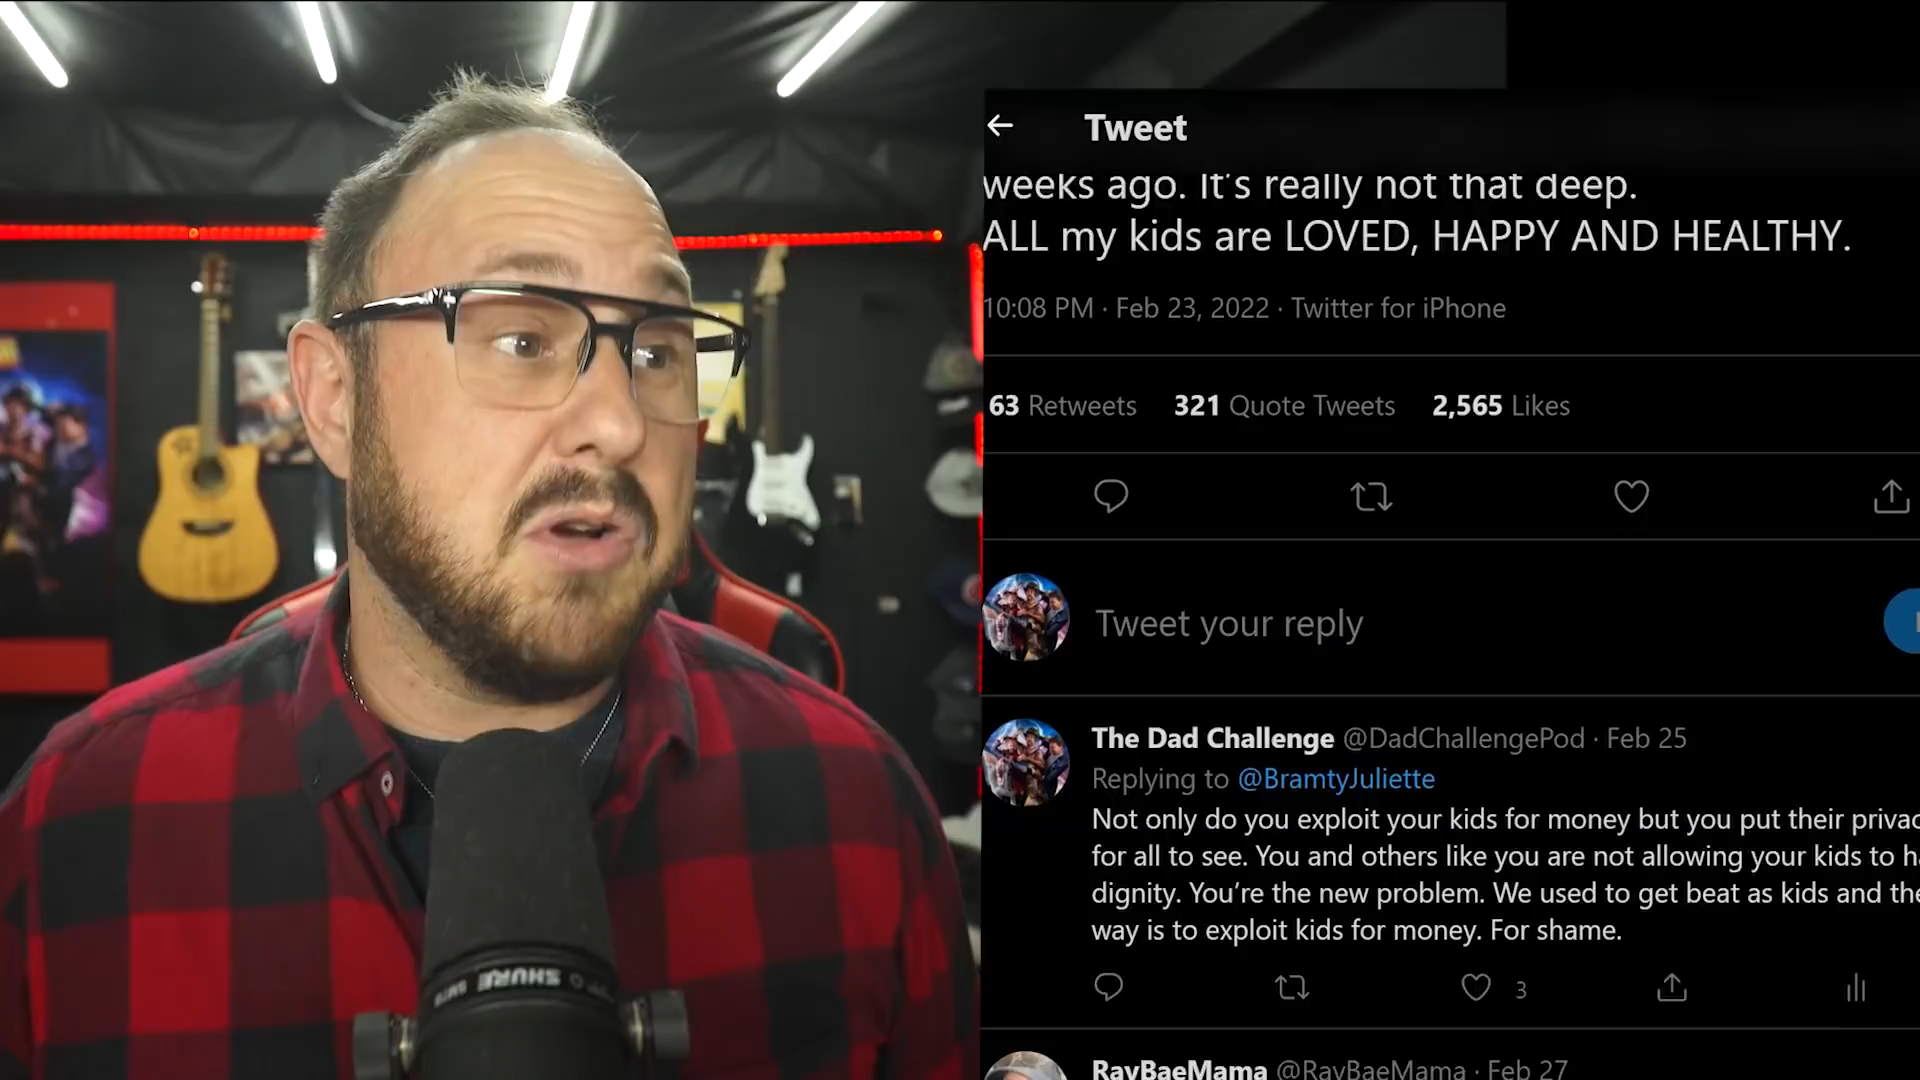 Tweet
weeks ago. It's really not that deep.
ALL my kids are LOVED, HAPPY AND HEALTHY.
10:08 PM · Feb 23, 2022 · Twitter for iPhone
63 Retweets 321 Quote Tweets 2,565 Likes
Tweet your reply
The Dad Challenge @DadChallengePod · Feb 25
Replying to @BramtyJuliette
Not only do you exploit your kids for money but you put their
for all to see. You and others like you are not allowing your kids to
dignity. You're the new problem. We used to get beat as kids and
way is to exploit kids for money. For shame.
3
RayBaeMama @RayBaeMama · Feb 27
SHURE